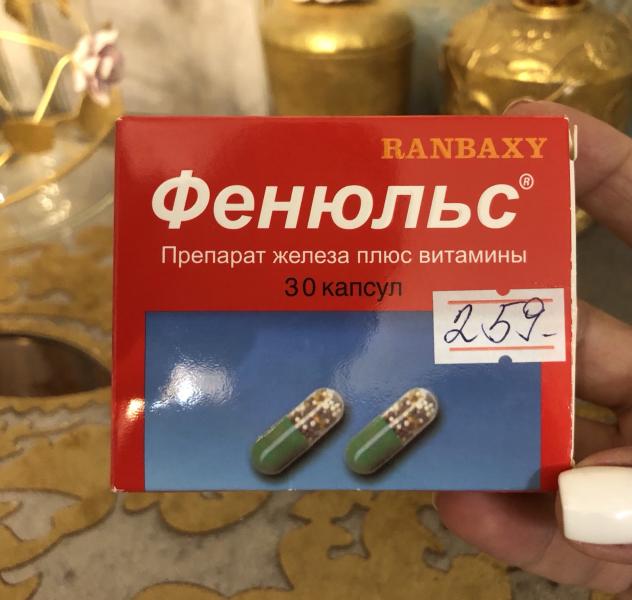 RANBAXY
Фенюльс®
Препарат железа плюс витамины
30 капсул
259-